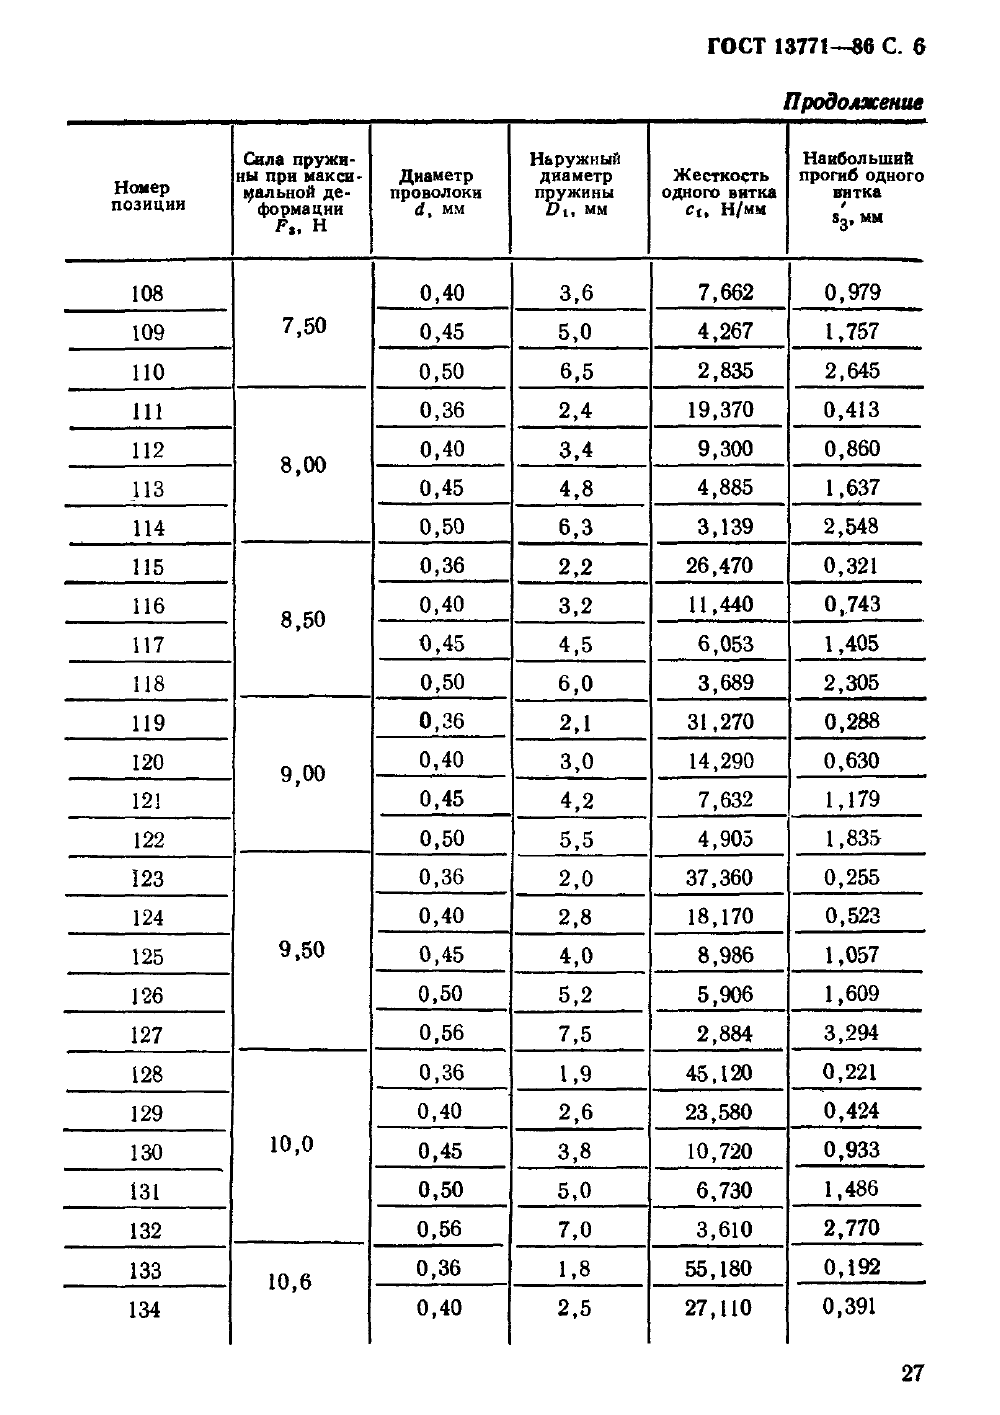 ГОСТ 13771—86 С. 6
Продолжение
Номер позиции
Сила пружины при максимальной деформации F₃, Н
Диаметр проволоки d, мм
Наружный диаметр пружины D₁, мм
Жесткость одного витка c₁, Н/мм
Наибольший прогиб одного витка s′₃, мм
108 7,50 0,40 3,6 7,662 0,979
109 0,45 5,0 4,267 1,757
110 0,50 6,5 2,835 2,645
111 8,00 0,36 2,4 19,370 0,413
112 0,40 3,4 9,300 0,860
113 0,45 4,8 4,885 1,637
114 0,50 6,3 3,139 2,548
115 8,50 0,36 2,2 26,470 0,321
116 0,40 3,2 11,440 0,743
117 0,45 4,5 6,053 1,405
118 0,50 6,0 3,689 2,305
119 9,00 0,36 2,1 31,270 0,288
120 0,40 3,0 14,290 0,630
121 0,45 4,2 7,632 1,179
122 0,50 5,5 4,905 1,835
123 9,50 0,36 2,0 37,360 0,255
124 0,40 2,8 18,170 0,523
125 0,45 4,0 8,986 1,057
126 0,50 5,2 5,906 1,609
127 0,56 7,5 2,884 3,294
128 10,0 0,36 1,9 45,120 0,221
129 0,40 2,6 23,580 0,424
130 0,45 3,8 10,720 0,933
131 0,50 5,0 6,730 1,486
132 0,56 7,0 3,610 2,770
133 10,6 0,36 1,8 55,180 0,192
134 0,40 2,5 27,110 0,391
27